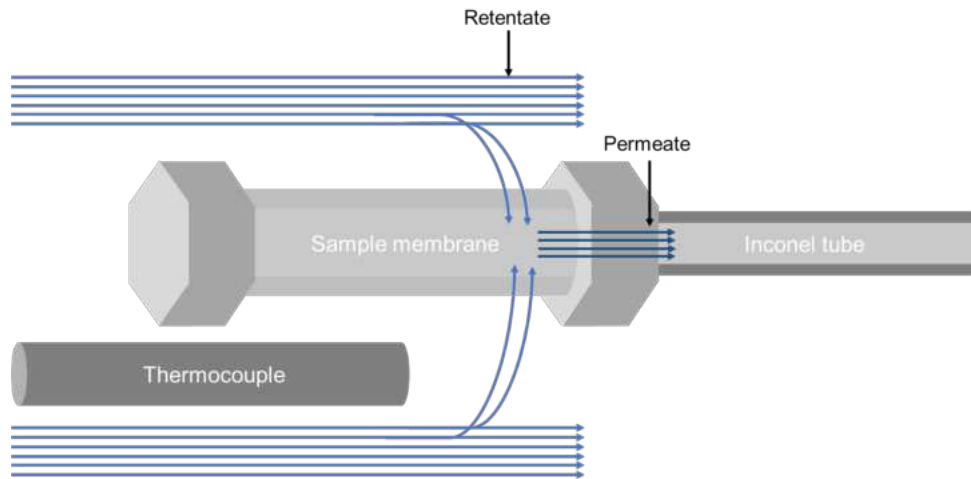 Retentate
Permeate
Sample membrane
Inconel tube
Thermocouple